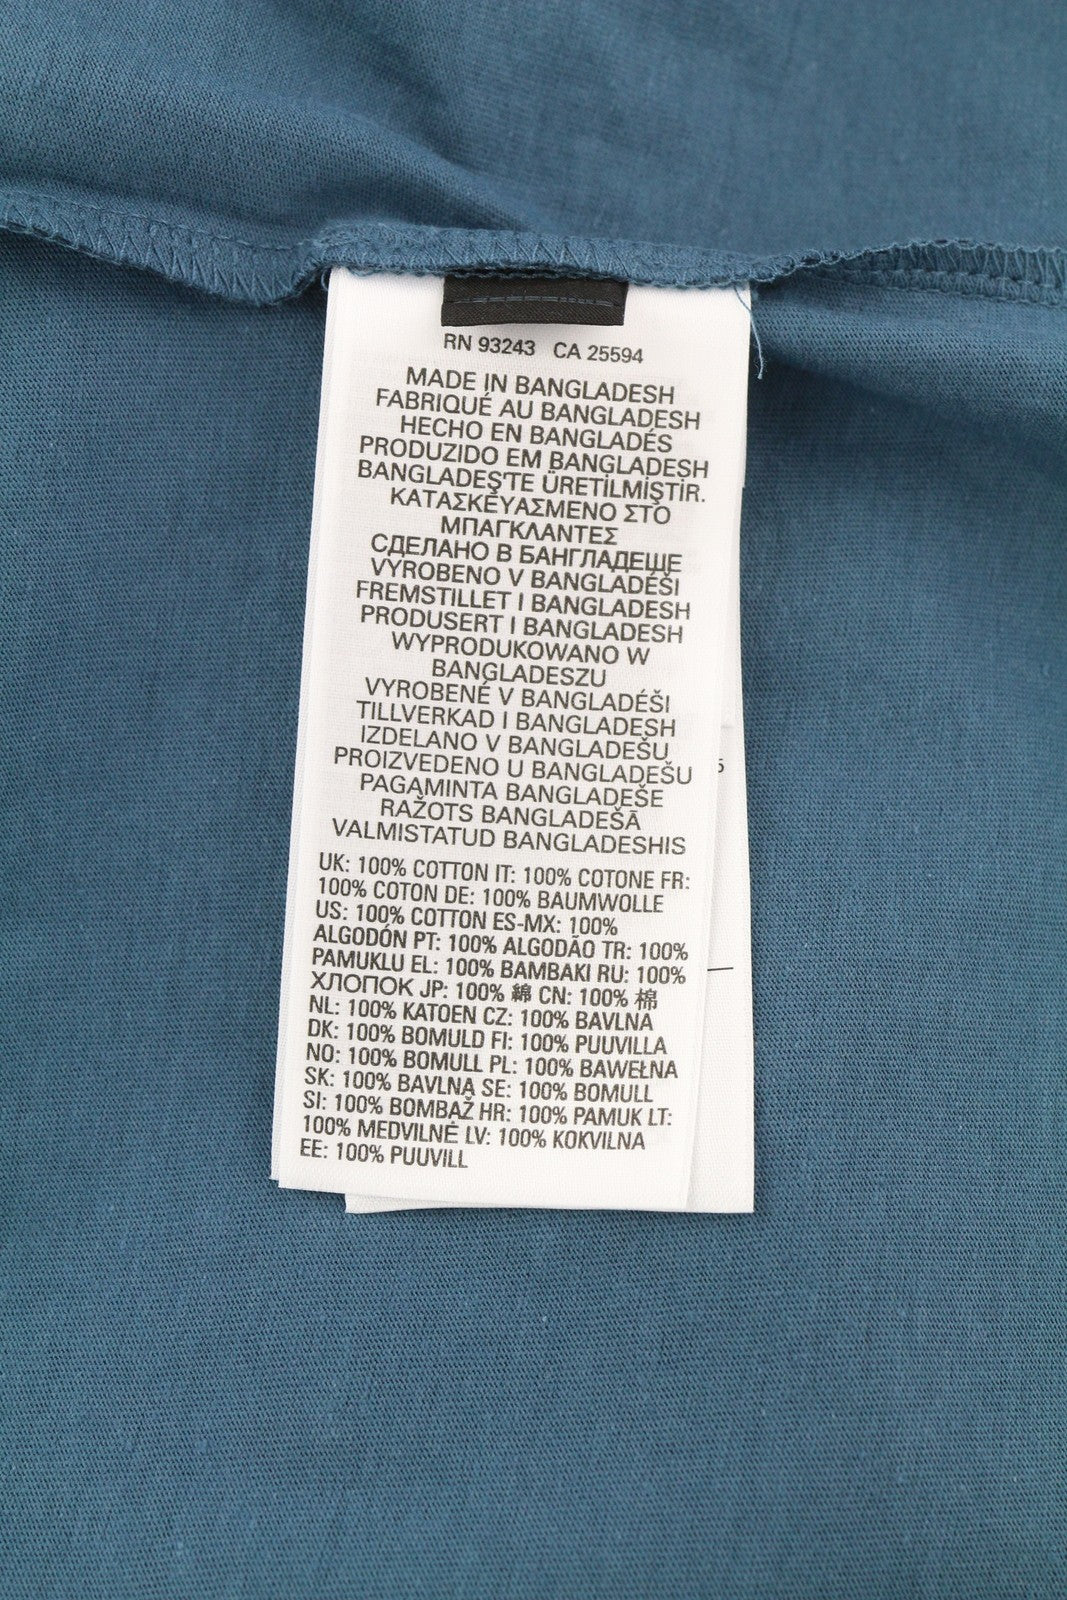 RN 93243 CA 25594
MADE IN BANGLADESH
FABRIQUÉ AU BANGLADESH
HECHO EN BANGLADÉS
PRODUZIDO EM BANGLADESH
BANGLADEŞ'TE ÜRETİLMİŞTİR.
ΚΑΤΑΣΚΕΥΑΣΜΕΝΟ ΣΤΟ
ΜΠΑΓΚΛΑΝΤΕΣ
СДЕЛАНО В БАНГЛАДЕШЕ
VYROBENO V BANGLADÉŠI
FREMSTILLET I BANGLADESH
PRODUSERT I BANGLADESH
WYPRODUKOWANO W
BANGLADESZU
VYROBENÉ V BANGLADÉŠI
TILLVERKAD I BANGLADESH
IZDELANO V BANGLADEŠU
PROIZVEDENO U BANGLADEŠU
PAGAMINTA BANGLADEŠE
RAŽOTS BANGLADEŠĀ
VALMISTATUD BANGLADESHIS
UK: 100% COTTON IT: 100% COTONE FR:
100% COTON DE: 100% BAUMWOLLE
US: 100% COTTON ES-MX: 100%
ALGODÓN PT: 100% ALGODÃO TR: 100%
PAMUKLU EL: 100% ΒΑΜΒΑΚΙ RU: 100%
ХЛОПОК JP: 100% 綿 CN: 100% 棉
NL: 100% KATOEN CZ: 100% BAVLNA
DK: 100% BOMULD FI: 100% PUUVILLA
NO: 100% BOMULL PL: 100% BAWEŁNA
SK: 100% BAVLNA SE: 100% BOMULL
SI: 100% BOMBAŽ HR: 100% PAMUK LT:
100% MEDVILNĖ LV: 100% KOKVILNA
EE: 100% PUUVILL
5